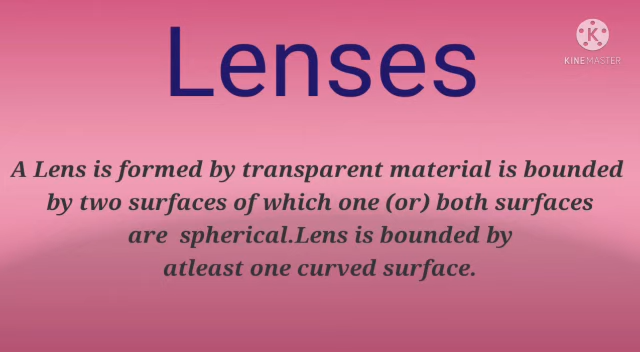 Lenses
KINEMASTER
A Lens is formed by transparent material is bounded
by two surfaces of which one (or) both surfaces
are spherical.Lens is bounded by
atleast one curved surface.